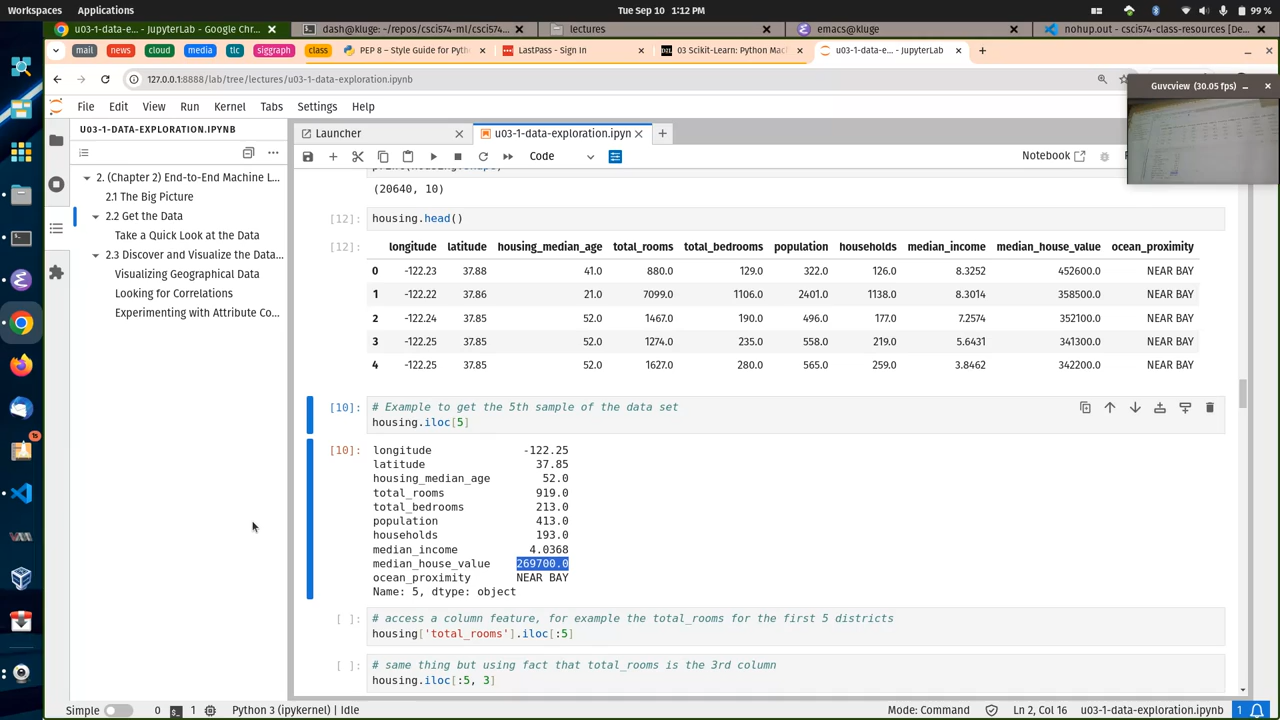 Workspaces Applications Tue Sep 10 1:12 PM 99 %
u03-1-data-exploration.ipynb - JupyterLab - Google Chr... dash@kluge: ~/repos/csci574-ml/csci574... lectures emacs@kluge nohup.out - csci574-class-resources [De...
mail news cloud media tlc siggraph class PEP 8 – Style Guide for Pyth LastPass - Sign In 03 Scikit-Learn: Python Mac u03-1-data-e... - JupyterLab
127.0.0.1:8888/lab/tree/lectures/u03-1-data-exploration.ipynb
Guvcview (30.05 fps)
File Edit View Run Kernel Tabs Settings Help
U03-1-DATA-EXPLORATION.IPYNB
2. (Chapter 2) End-to-End Machine L...
2.1 The Big Picture
2.2 Get the Data
Take a Quick Look at the Data
2.3 Discover and Visualize the Data...
Visualizing Geographical Data
Looking for Correlations
Experimenting with Attribute Co...
Launcher u03-1-data-exploration.ipyn
Code Notebook
(20640, 10)
[12]: housing.head()
[12]: longitude latitude housing_median_age total_rooms total_bedrooms population households median_income median_house_value ocean_proximity
0 -122.23 37.88 41.0 880.0 129.0 322.0 126.0 8.3252 452600.0 NEAR BAY
1 -122.22 37.86 21.0 7099.0 1106.0 2401.0 1138.0 8.3014 358500.0 NEAR BAY
2 -122.24 37.85 52.0 1467.0 190.0 496.0 177.0 7.2574 352100.0 NEAR BAY
3 -122.25 37.85 52.0 1274.0 235.0 558.0 219.0 5.6431 341300.0 NEAR BAY
4 -122.25 37.85 52.0 1627.0 280.0 565.0 259.0 3.8462 342200.0 NEAR BAY
[10]: # Example to get the 5th sample of the data set
housing.iloc[5]
[10]: longitude -122.25
latitude 37.85
housing_median_age 52.0
total_rooms 919.0
total_bedrooms 213.0
population 413.0
households 193.0
median_income 4.0368
median_house_value 269700.0
ocean_proximity NEAR BAY
Name: 5, dtype: object
[ ]: # access a column feature, for example the total_rooms for the first 5 districts
housing['total_rooms'].iloc[:5]
[ ]: # same thing but using fact that total_rooms is the 3rd column
housing.iloc[:5, 3]
Simple 0 1 Python 3 (ipykernel) | Idle Mode: Command Ln 2, Col 16 u03-1-data-exploration.ipynb 1